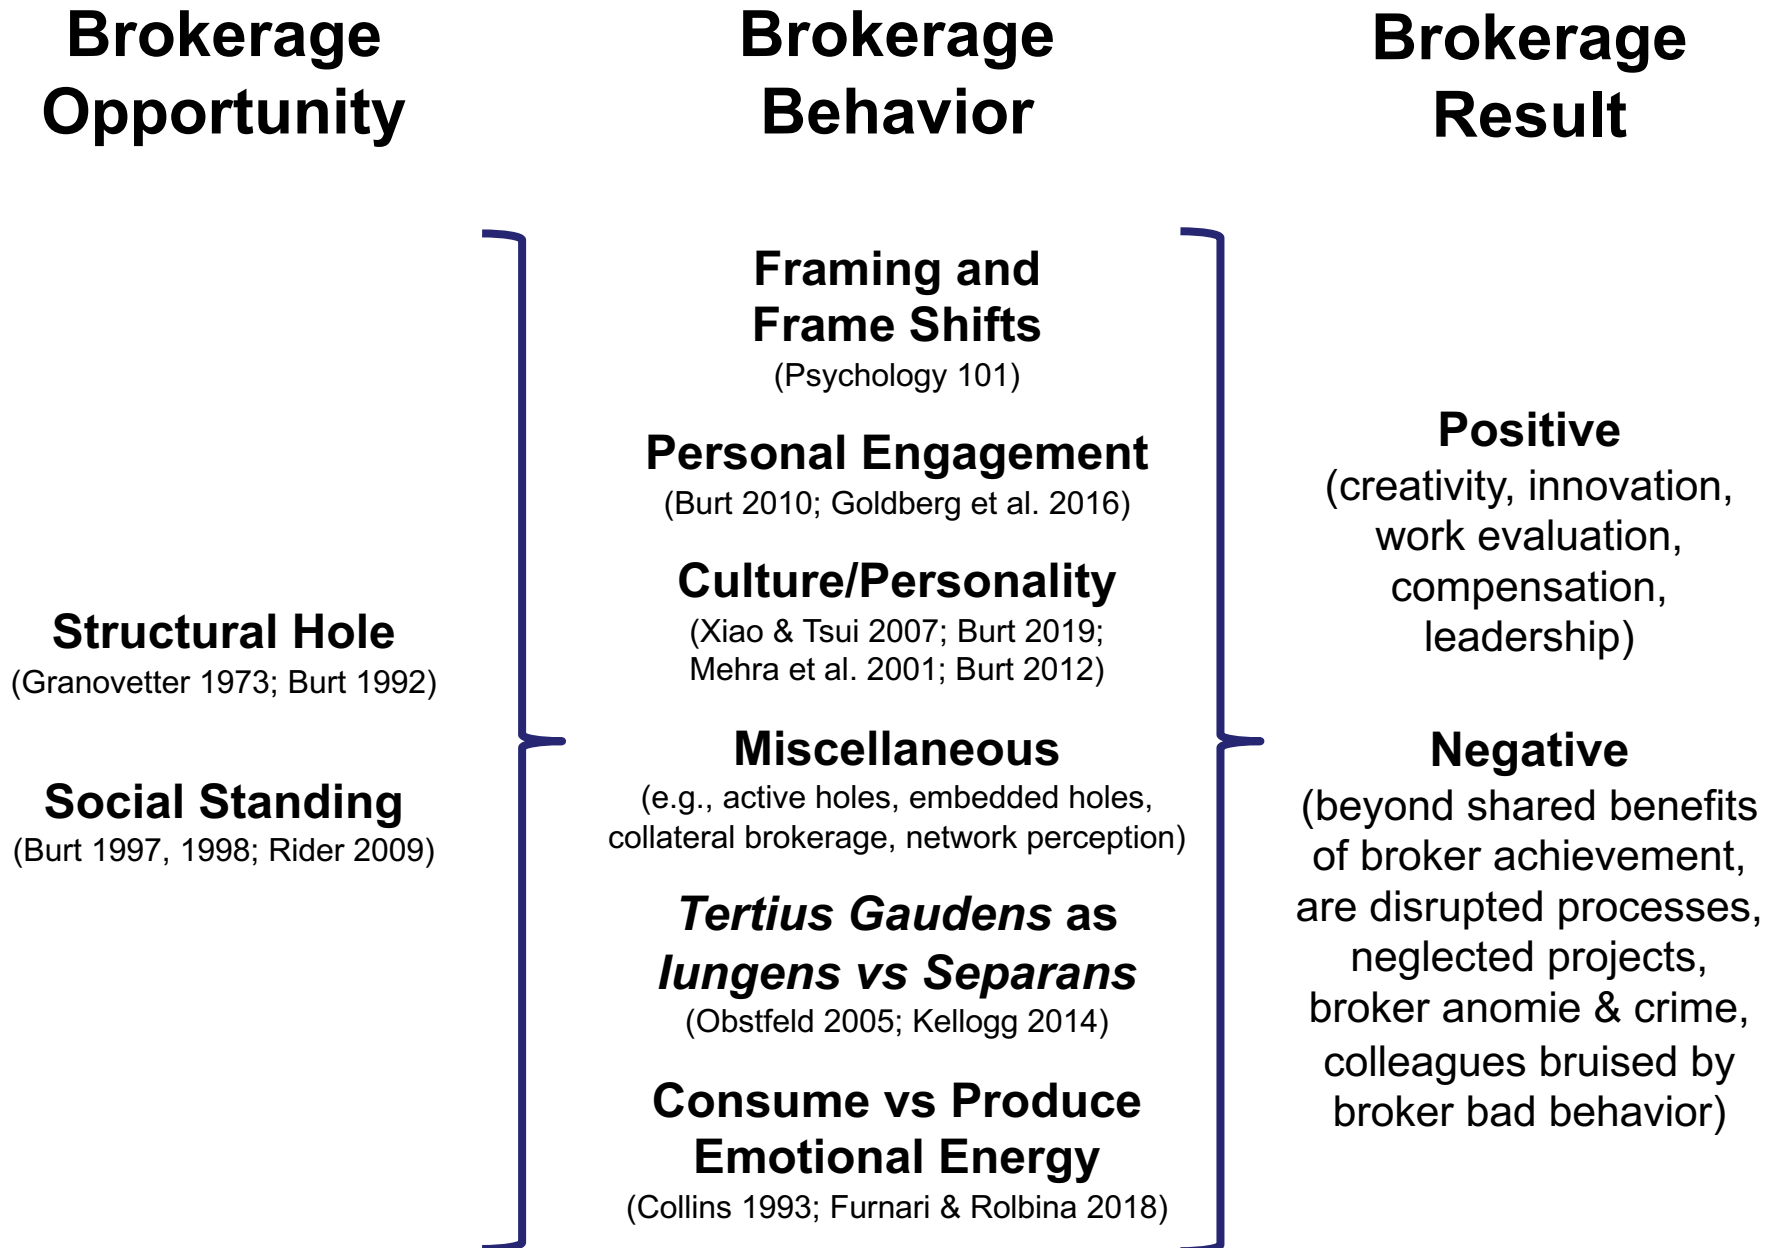 Brokerage
Opportunity
Structural Hole
(Granovetter 1973; Burt 1992)
Social Standing
(Burt 1997, 1998; Rider 2009)
Brokerage
Behavior
Framing and
Frame Shifts
(Psychology 101)
Personal Engagement
(Burt 2010; Goldberg et al. 2016)
Culture/Personality
(Xiao & Tsui 2007; Burt 2019;
Mehra et al. 2001; Burt 2012)
Miscellaneous
(e.g., active holes, embedded holes,
collateral brokerage, network perception)
Tertius Gaudens as
Iungens vs Separans
(Obstfeld 2005; Kellogg 2014)
Consume vs Produce
Emotional Energy
(Collins 1993; Furnari & Rolbina 2018)
Brokerage
Result
Positive
(creativity, innovation,
work evaluation,
compensation,
leadership)
Negative
(beyond shared benefits
of broker achievement,
are disrupted processes,
neglected projects,
broker anomie & crime,
colleagues bruised by
broker bad behavior)